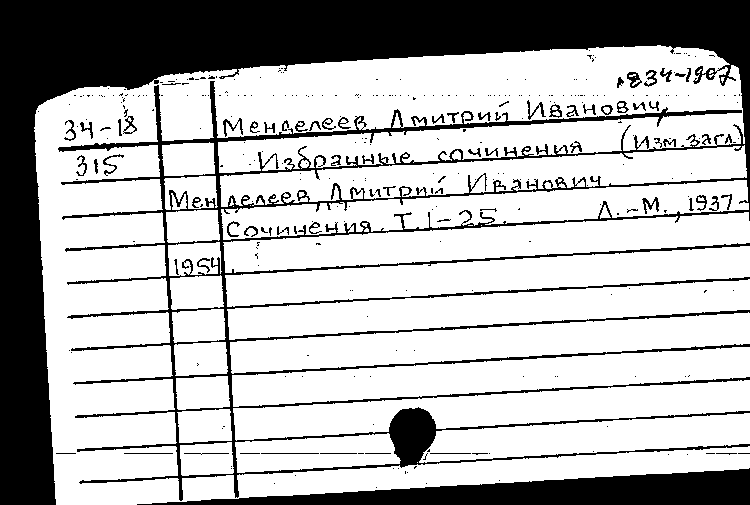 1834-1907
34-18 Менделеев, Дмитрий Иванович,
315 Избранные сочинения (Изм. загл.)
Менделеев, Дмитрий Иванович.
Сочинения. Т. 1-25. Л.-М., 1937-
1954.